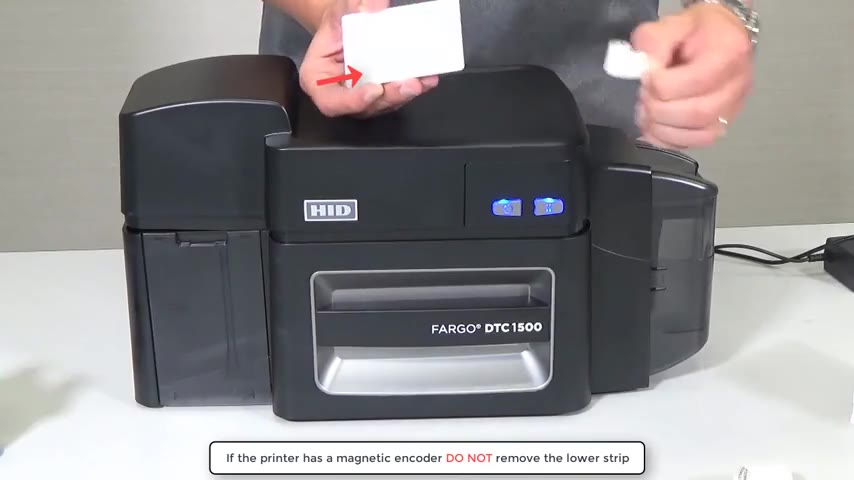 HID
FARGO® DTC1500
If the printer has a magnetic encoder DO NOT remove the lower strip